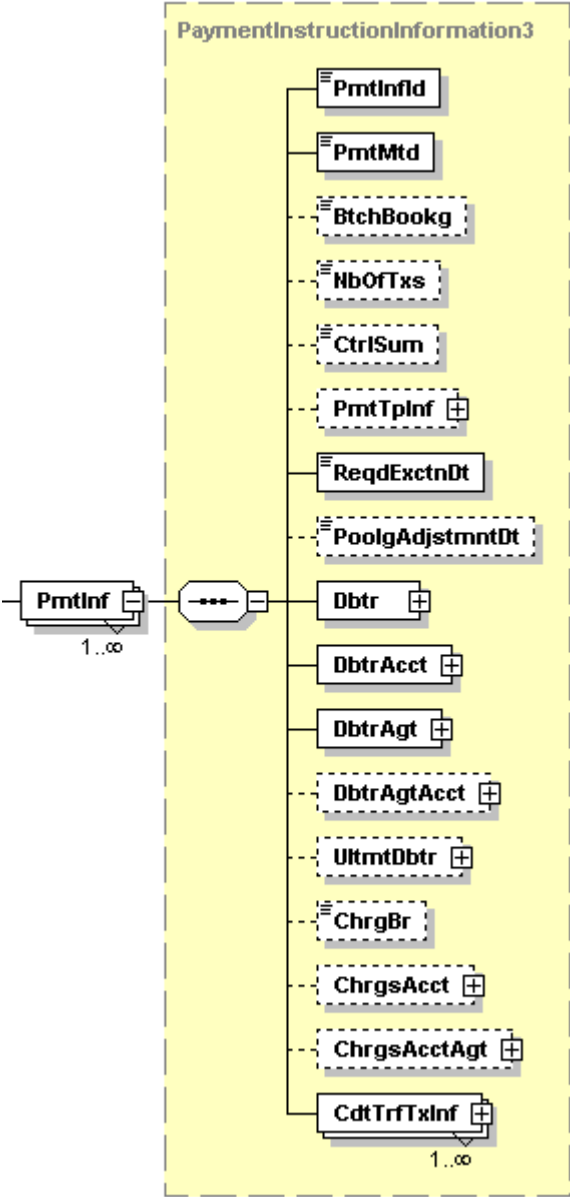 PaymentInstructionInformation3
PmtInfId
PmtMtd
BtchBookg
NbOfTxs
CtrlSum
PmtTpInf
ReqdExctnDt
PoolgAdjstmntDt
PmtInf
1..∞
Dbtr
DbtrAcct
DbtrAgt
DbtrAgtAcct
UltmtDbtr
ChrgBr
ChrgsAcct
ChrgsAcctAgt
CdtTrfTxInf
1..∞